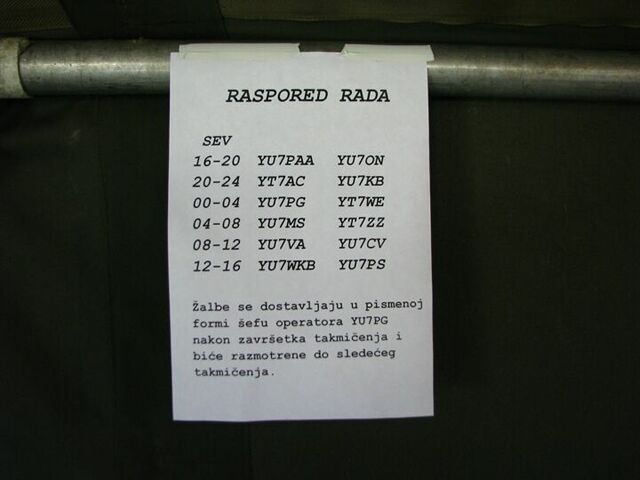 RASPORED RADA
SEV
16-20 YU7PAA YU7ON
20-24 YT7AC YU7KB
00-04 YU7PG YT7WE
04-08 YU7MS YT7ZZ
08-12 YU7VA YU7CV
12-16 YU7WKB YU7PS
Žalbe se dostavljaju u pismenoj
formi šefu operatora YU7PG
nakon završetka takmičenja i
biće razmotrene do sledećeg
takmičenja.